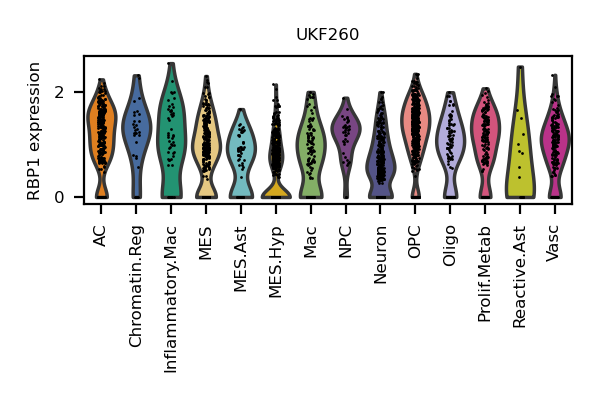 UKF260
RBP1 expression
2
0
AC
Chromatin.Reg
Inflammatory.Mac
MES
MES.Ast
MES.Hyp
Mac
NPC
Neuron
OPC
Oligo
Prolif.Metab
Reactive.Ast
Vasc